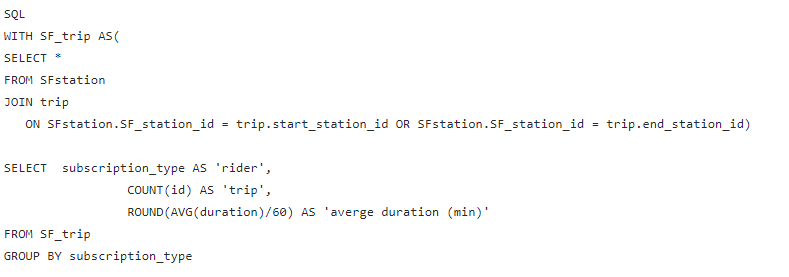 SQL
WITH SF_trip AS(
SELECT *
FROM SFstation
JOIN trip
ON SFstation.SF_station_id = trip.start_station_id OR SFstation.SF_station_id = trip.end_station_id)
SELECT  subscription_type AS 'rider',
COUNT(id) AS 'trip',
ROUND(AVG(duration)/60) AS 'averge duration (min)'
FROM SF_trip
GROUP BY subscription_type